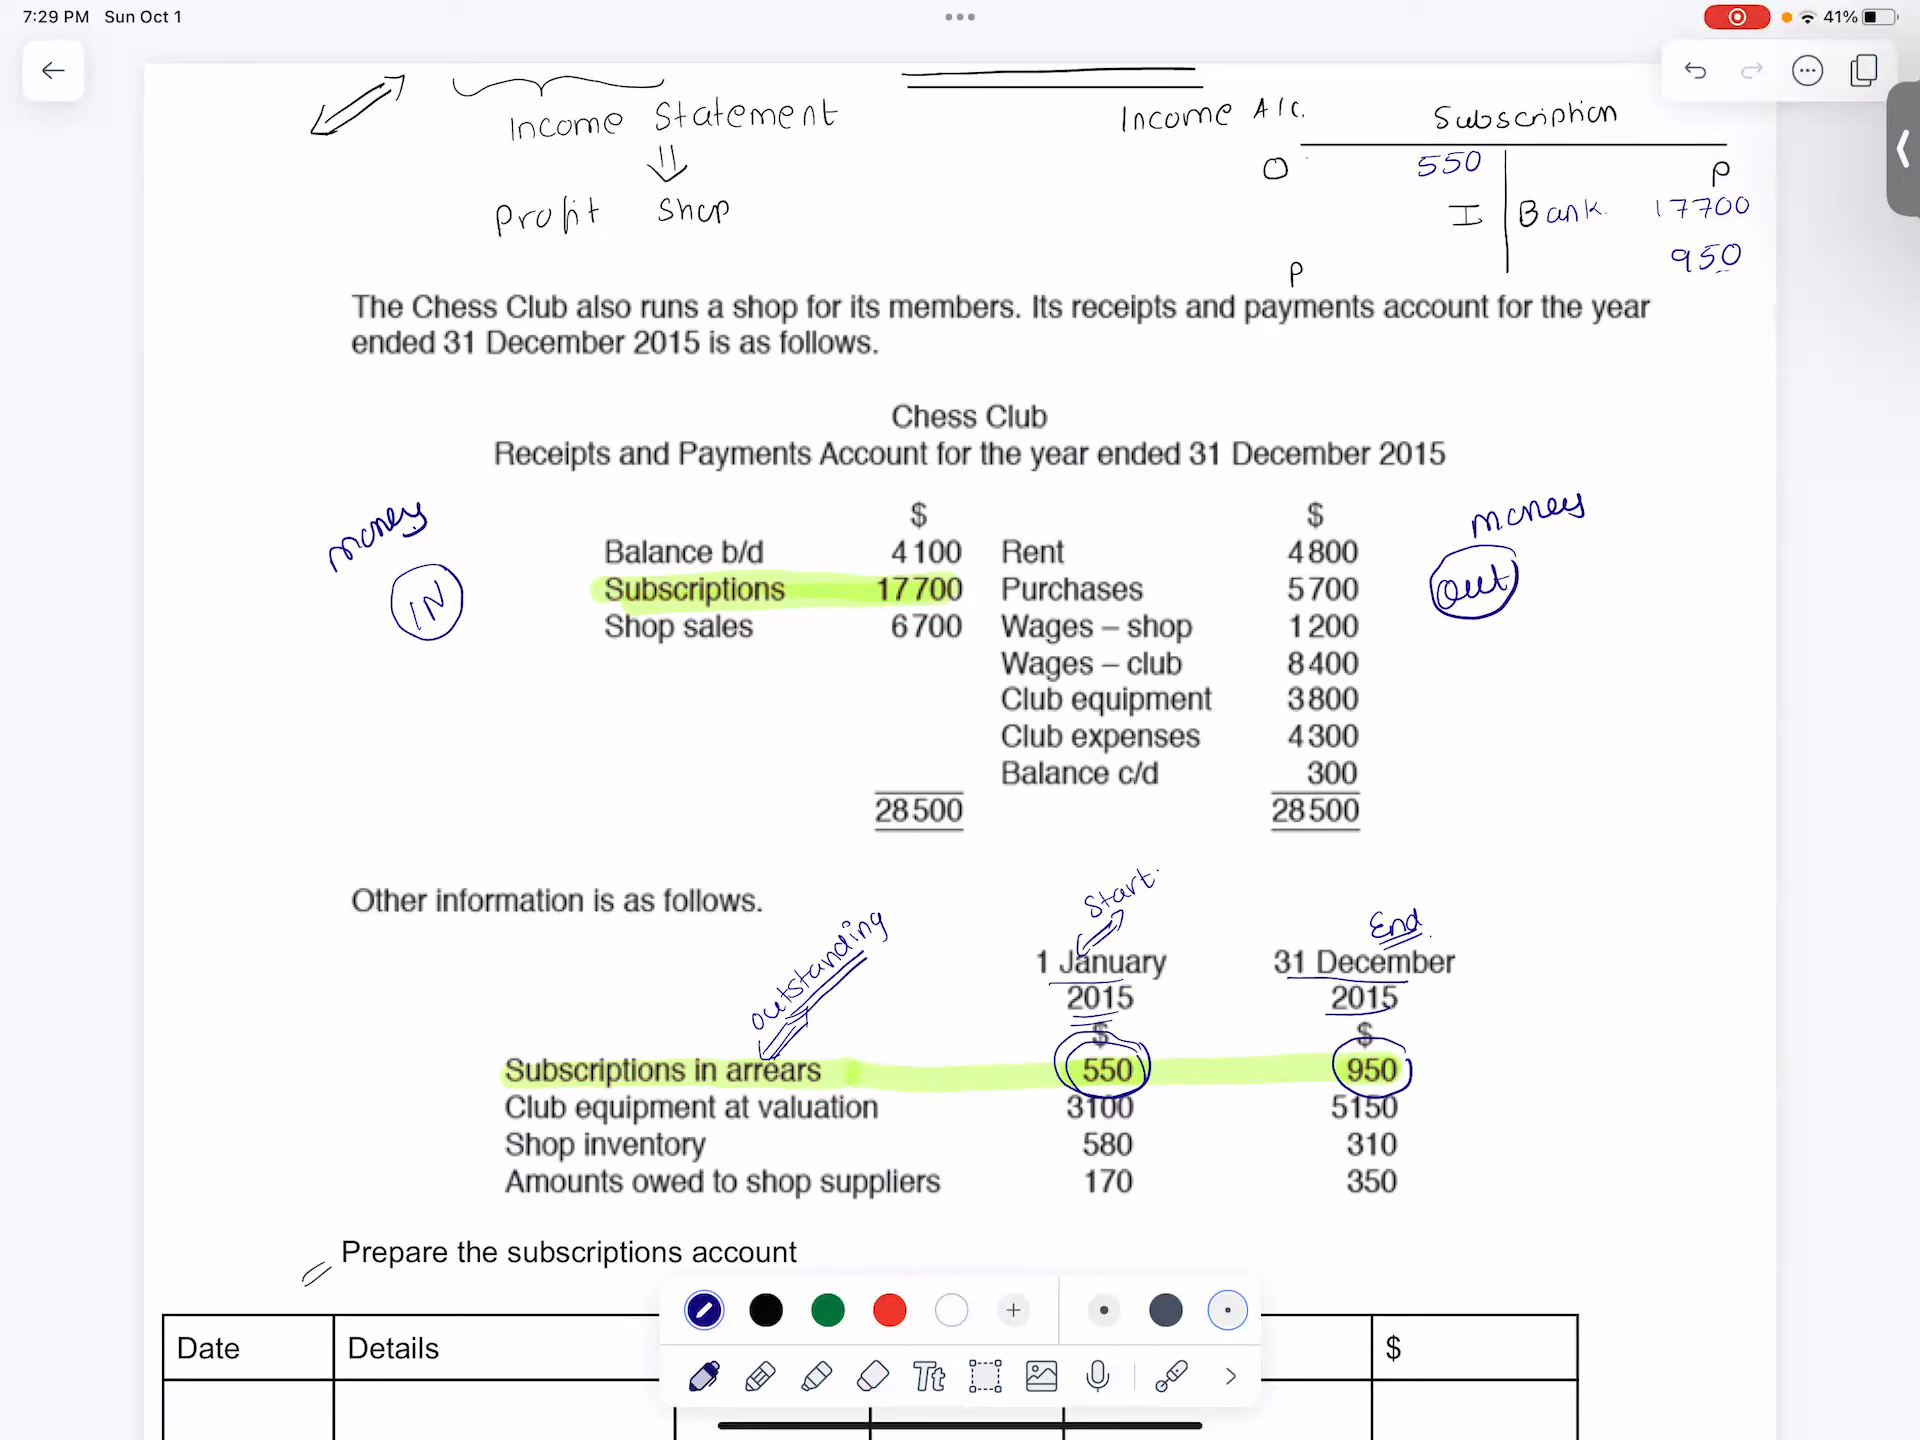 7:29 PM Sun Oct 1
41%
Income Statement
Profit Shop
Income A/C.
Subscription
O 550 P
I Bank. 17700
950
P
The Chess Club also runs a shop for its members. Its receipts and payments account for the year
ended 31 December 2015 is as follows.
Chess Club
Receipts and Payments Account for the year ended 31 December 2015
money IN
money out
$ $
Balance b/d 4100 Rent 4800
Subscriptions 17700 Purchases 5700
Shop sales 6700 Wages – shop 1200
Wages – club 8400
Club equipment 3800
Club expenses 4300
Balance c/d 300
28500 28500
Other information is as follows.
outstanding
Start.
End.
1 January 31 December
2015 2015
$ $
Subscriptions in arrears 550 950
Club equipment at valuation 3100 5150
Shop inventory 580 310
Amounts owed to shop suppliers 170 350
Prepare the subscriptions account
Date Details $
Tt